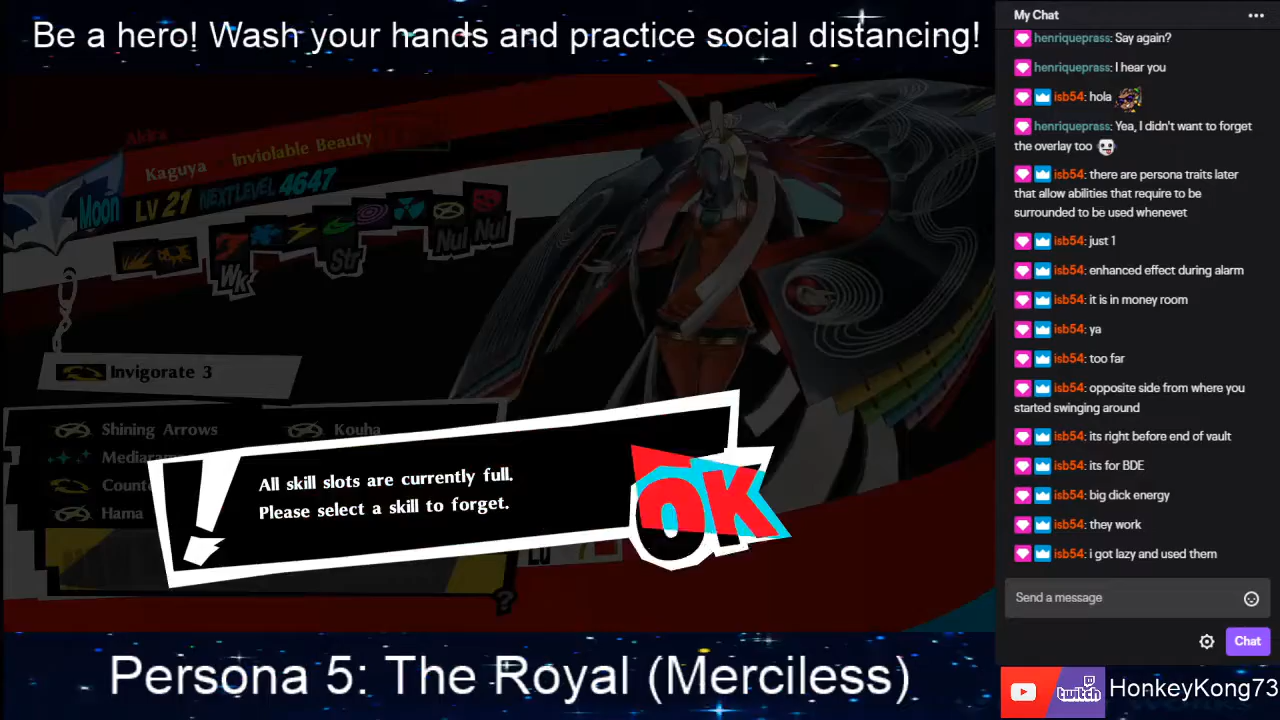 Be a hero! Wash your hands and practice social distancing!
Akira
Kaguya Inviolable Beauty
Moon LV 21 NEXT LEVEL 4647
Wk Str Nul Nul
Invigorate 3
Shining Arrows Kouha
Hama
All skill slots are currently full.
Please select a skill to forget.
OK
?
Persona 5: The Royal (Merciless)
My Chat
henriqueprass: Say again?
henriqueprass: I hear you
isb54: hola
henriqueprass: Yea, I didn't want to forget
the overlay too
isb54: there are persona traits later
that allow abilities that require to be
surrounded to be used whenevet
isb54: just 1
isb54: enhanced effect during alarm
isb54: it is in money room
isb54: ya
isb54: too far
isb54: opposite side from where you
started swinging around
isb54: its right before end of vault
isb54: its for BDE
isb54: big dick energy
isb54: they work
isb54: i got lazy and used them
Send a message
Chat
twitch HonkeyKong73